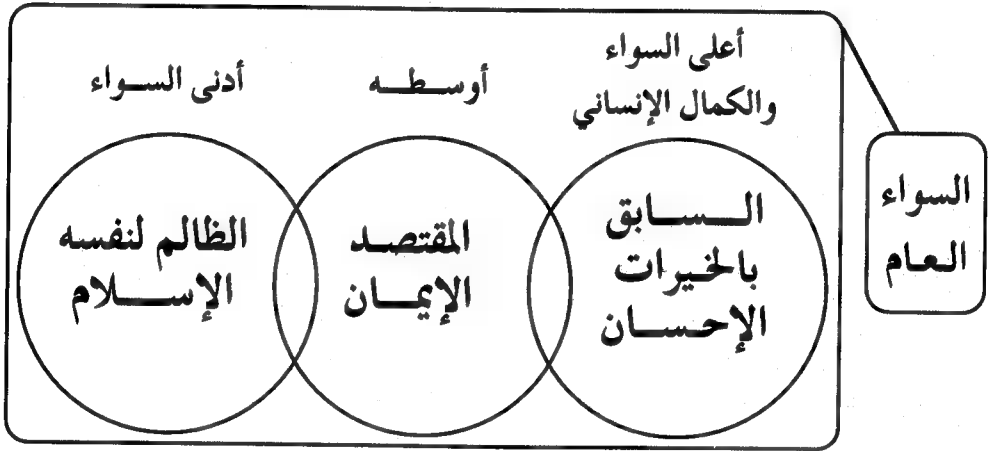 السواء
العام
أعلى السواء
والكمال الإنساني
السابق
بالخيرات
الإحسان
أوسطه
المقتصد
الإيمان
أدنى السواء
الظالم لنفسه
الإسلام